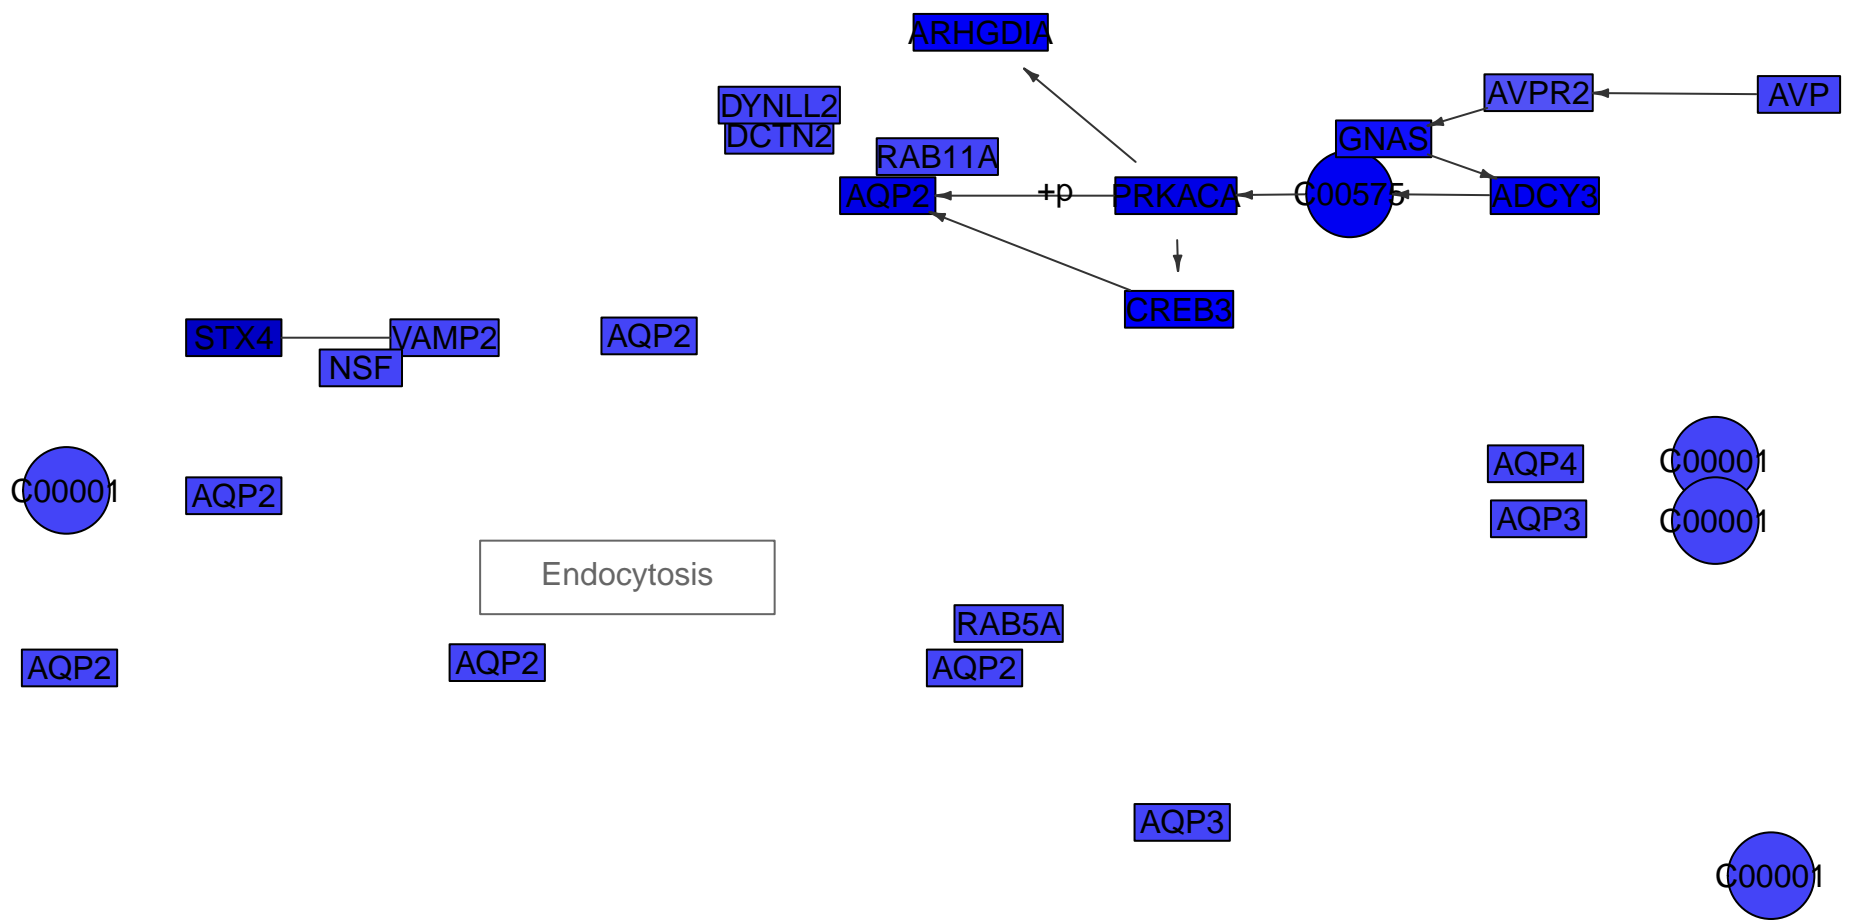 ARHGDIA
AVPR2
AVP
DYNLL2
DCTN2
GNAS
RAB11A
AQP2
+p
PRKACA
C00575
ADCY3
CREB3
STX4
VAMP2
AQP2
NSF
C00001
AQP2
AQP4
C00001
AQP3
C00001
Endocytosis
RAB5A
AQP2
AQP2
AQP2
AQP3
C00001